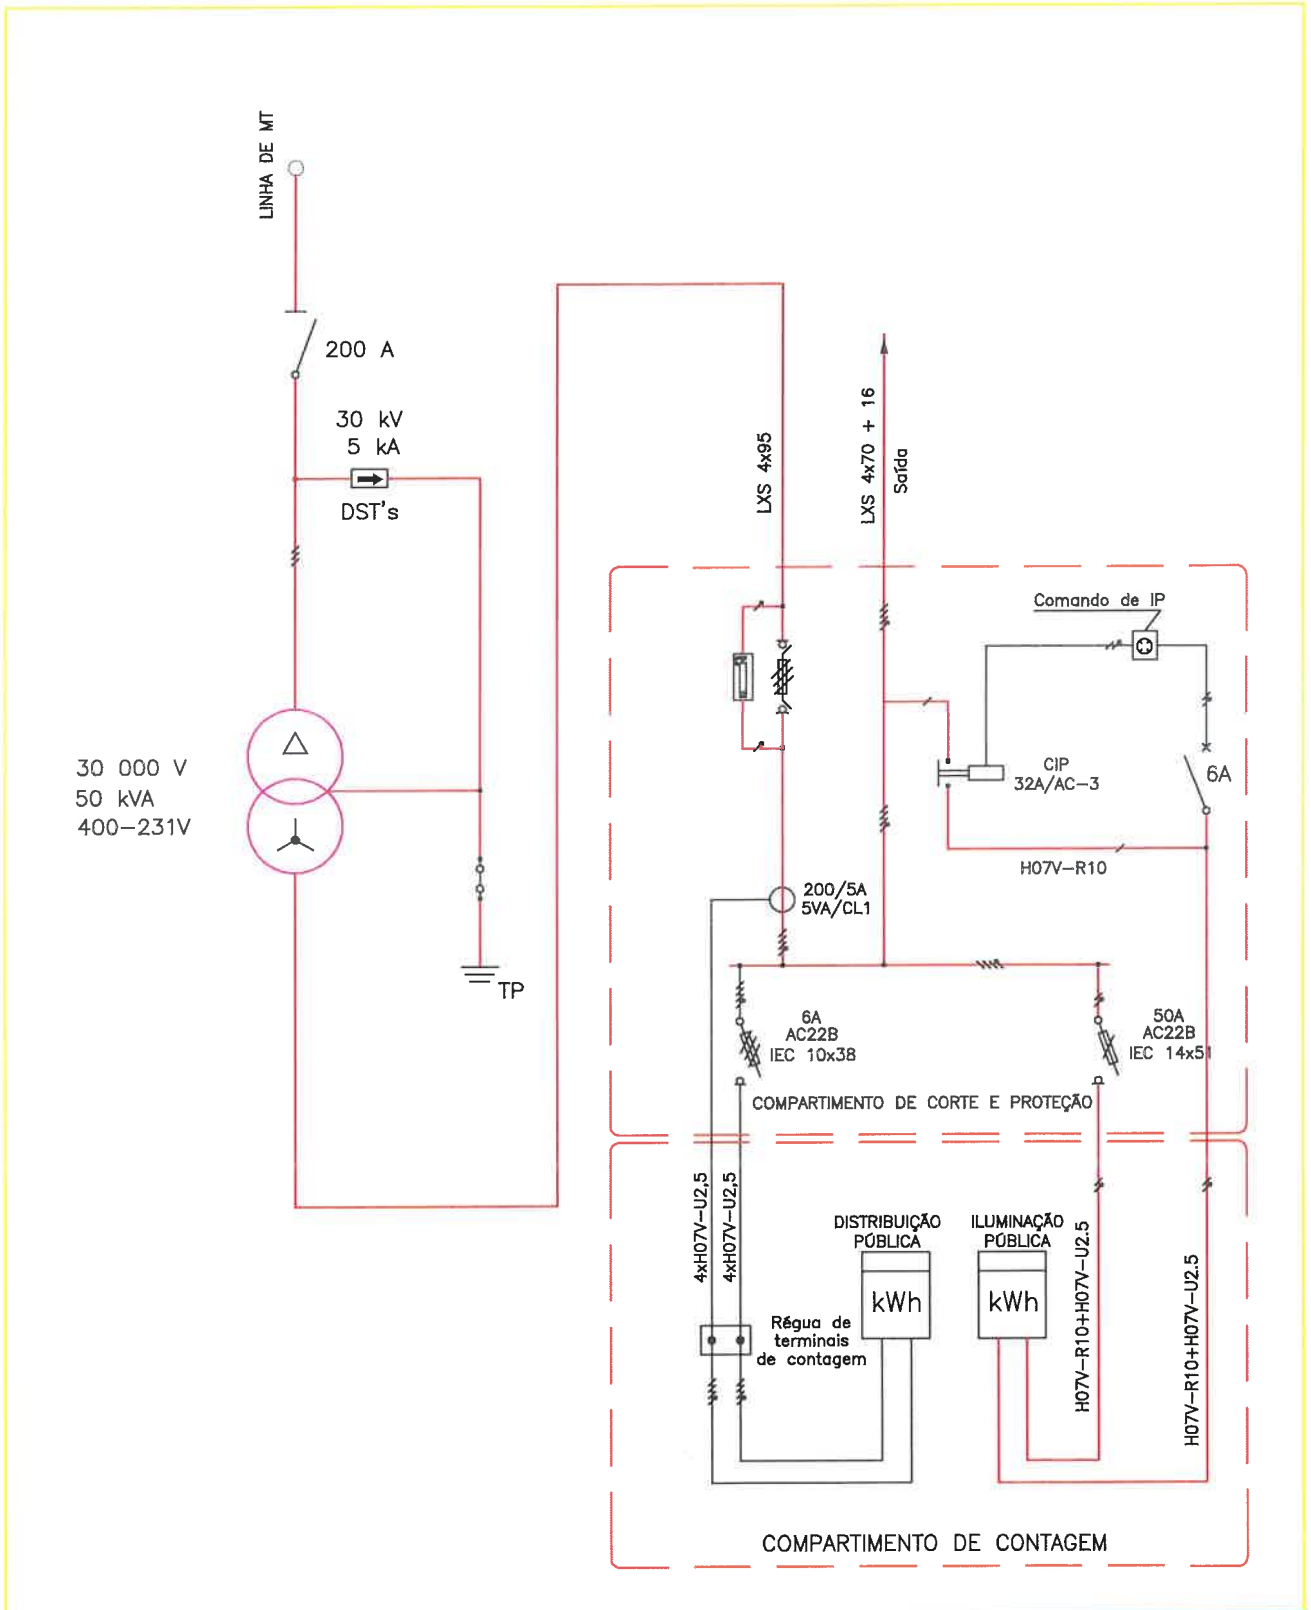 LINHA DE MT
200 A
30 kV
5 kA
DST's
30 000 V
50 kVA
400-231V
TP
LXS 4x95
LXS 4x70 + 16
Saída
Comando de IP
CIP
32A/AC-3
6A
H07V-R10
200/5A
5VA/CL1
6A
AC22B
IEC 10x38
50A
AC22B
IEC 14x51
COMPARTIMENTO DE CORTE E PROTEÇÃO
4xH07V-U2,5
4xH07V-U2,5
DISTRIBUIÇÃO
PÚBLICA
kWh
ILUMINAÇÃO
PÚBLICA
kWh
Régua de
terminais
de contagem
H07V-R10+H07V-U2.5
H07V-R10+H07V-U2.5
COMPARTIMENTO DE CONTAGEM